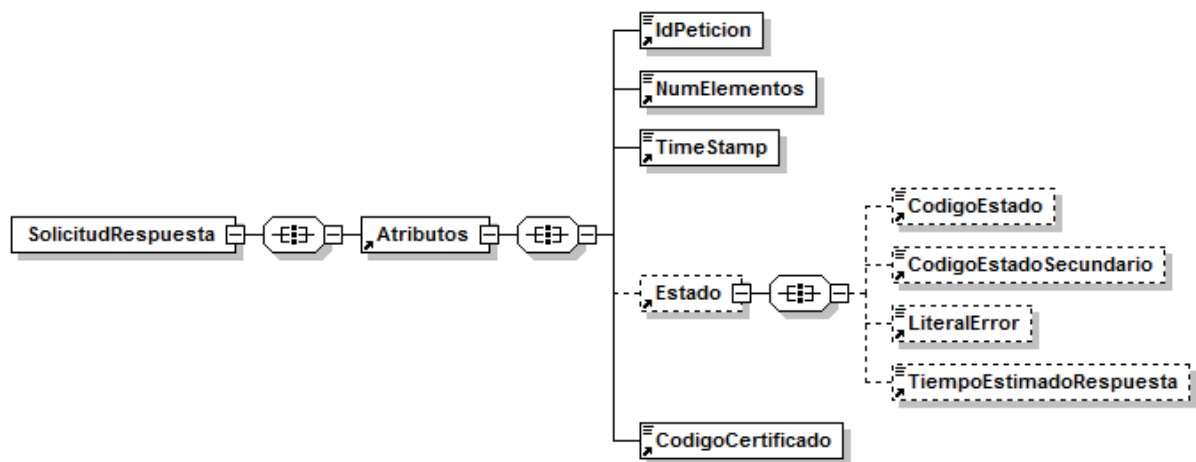 IdPeticion
NumElementos
TimeStamp
SolicitudRespuesta
Atributos
Estado
CodigoEstado
CodigoEstadoSecundario
LiteralError
TiempoEstimadoRespuesta
CodigoCertificado